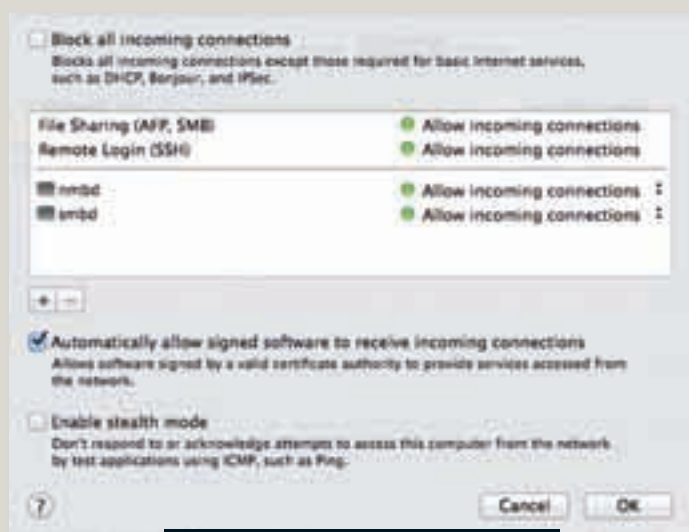 Block all incoming connections
Blocks all incoming connections except those required for basic Internet services,
such as DHCP, Bonjour, and IPSec.
File Sharing (AFP, SMB) Allow incoming connections
Remote Login (SSH) Allow incoming connections
nmbd Allow incoming connections
smbd Allow incoming connections
+ −
Automatically allow signed software to receive incoming connections
Allows software signed by a valid certificate authority to provide services accessed from
the network.
Enable stealth mode
Don't respond to or acknowledge attempts to access this computer from the network
by test applications using ICMP, such as Ping.
? Cancel OK